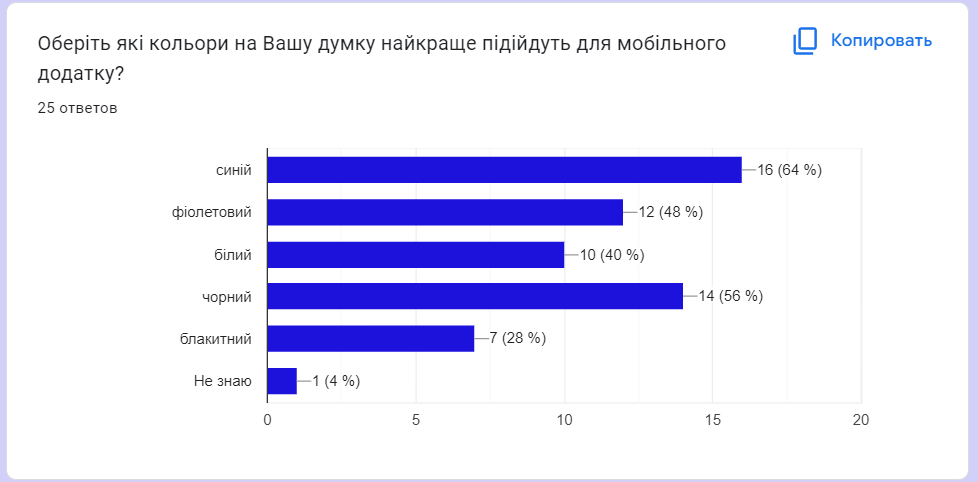 Оберіть які кольори на Вашу думку найкраще підійдуть для мобільного
додатку?
Копировать
25 ответов
синій 16 (64 %)
фіолетовий 12 (48 %)
білий 10 (40 %)
чорний 14 (56 %)
блакитний 7 (28 %)
Не знаю 1 (4 %)
0 5 10 15 20